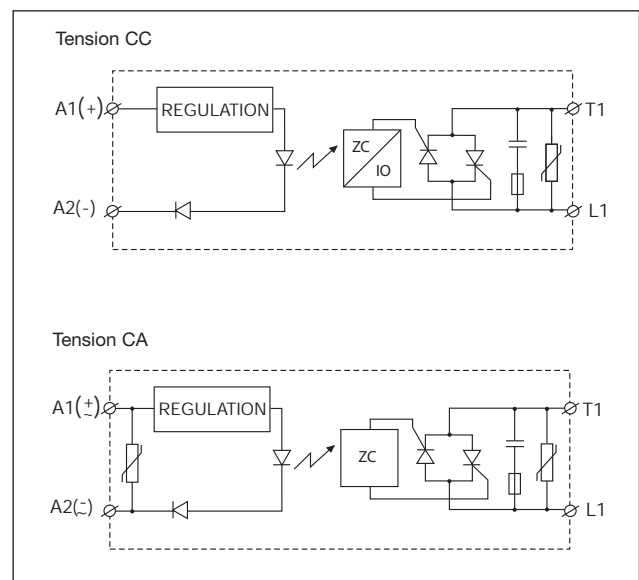 Tension CC
A1(+)
REGULATION
T1
ZC
IO
A2(-)
L1
Tension CA
A1(+~)
REGULATION
T1
ZC
A2(-~)
L1